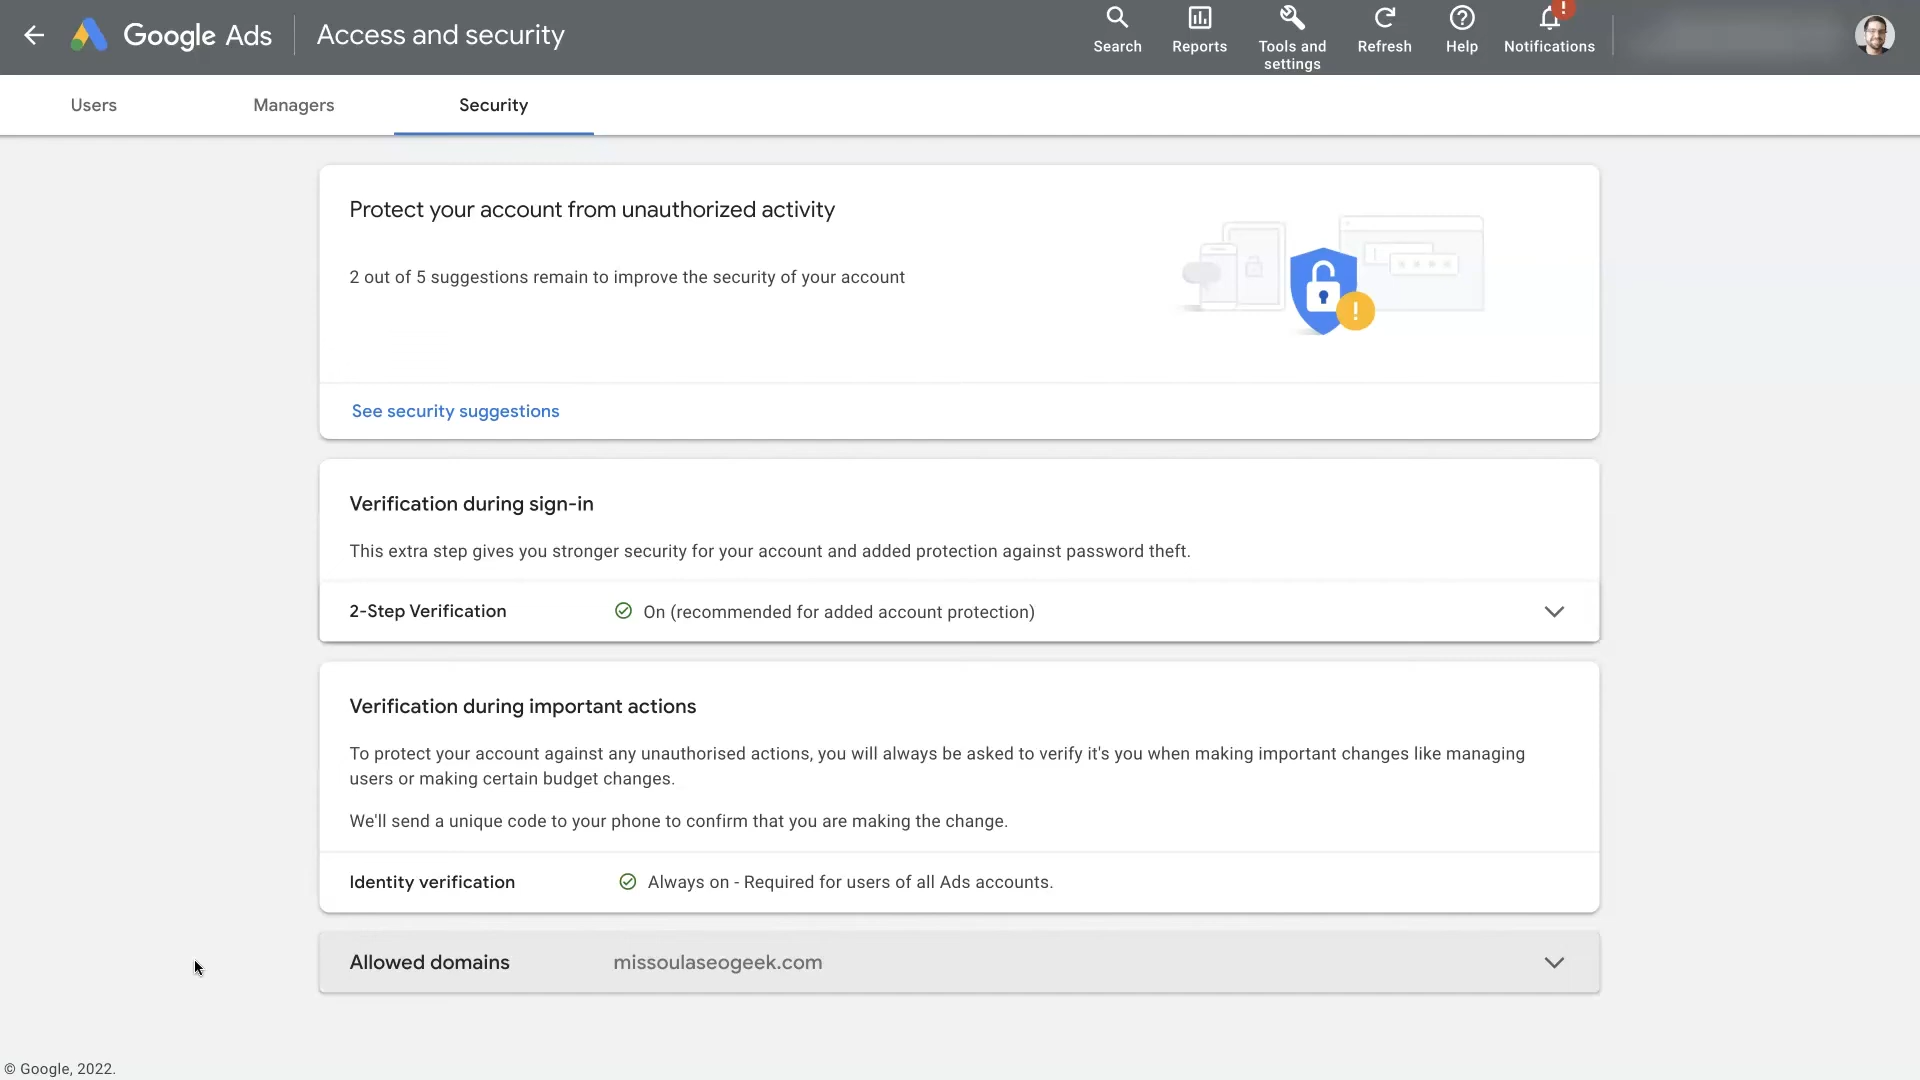 Google Ads
Access and security
Search
Reports
Tools and
settings
Refresh
Help
!
Notifications
Users
Managers
Security
Protect your account from unauthorized activity
2 out of 5 suggestions remain to improve the security of your account
!
See security suggestions
Verification during sign-in
This extra step gives you stronger security for your account and added protection against password theft.
2-Step Verification
On (recommended for added account protection)
Verification during important actions
To protect your account against any unauthorised actions, you will always be asked to verify it's you when making important changes like managing
users or making certain budget changes.
We'll send a unique code to your phone to confirm that you are making the change.
Identity verification
Always on - Required for users of all Ads accounts.
Allowed domains
missoulaseogeek.com
© Google, 2022.